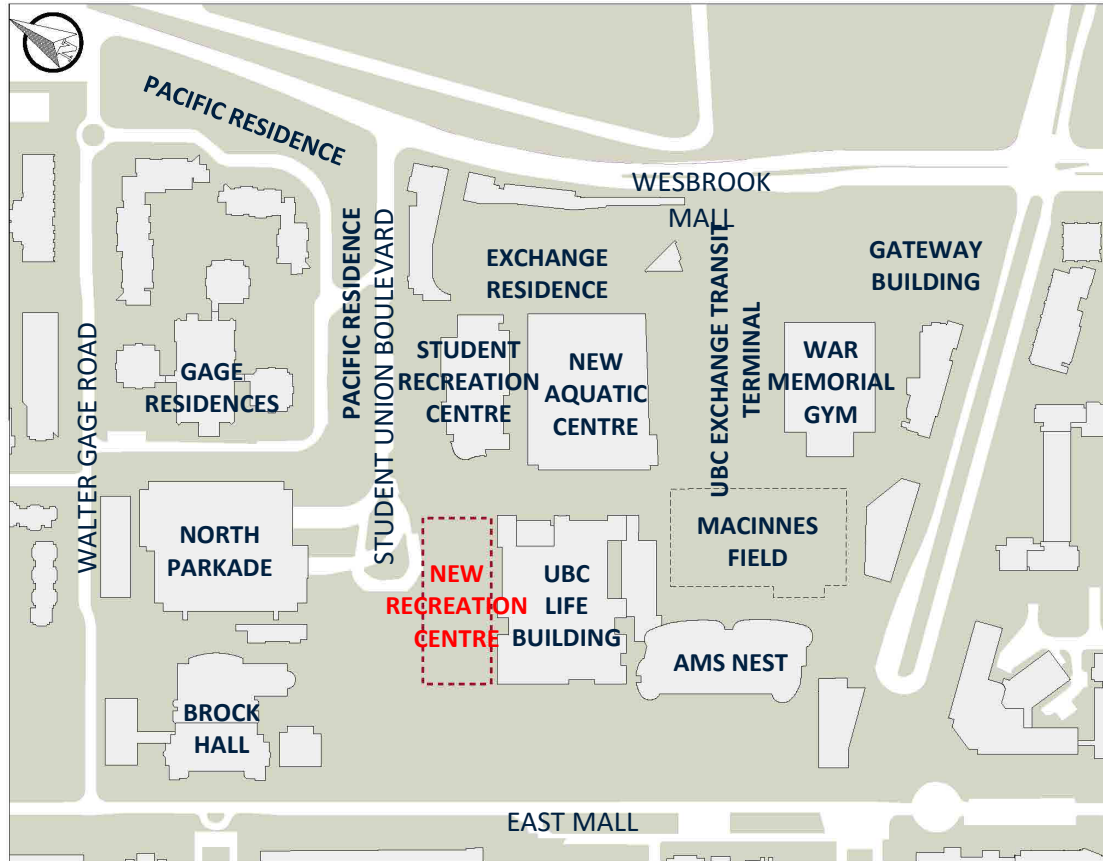 PACIFIC RESIDENCE
WESBROOK
MALL
EXCHANGE
RESIDENCE
GATEWAY
BUILDING
WALTER GAGE ROAD
GAGE
RESIDENCES
PACIFIC RESIDENCE
STUDENT UNION BOULEVARD
STUDENT
RECREATION
CENTRE
NEW
AQUATIC
CENTRE
UBC EXCHANGE TRANSIT
TERMINAL
WAR
MEMORIAL
GYM
NORTH
PARKADE
NEW
RECREATION
CENTRE
UBC
LIFE
BUILDING
MACINNES
FIELD
AMS NEST
BROCK
HALL
EAST MALL